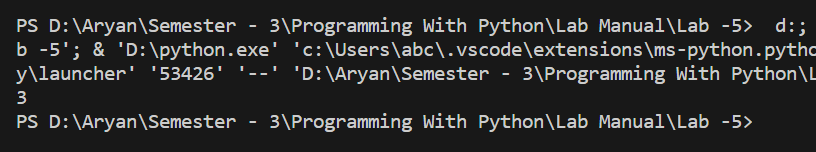 PS D:\Aryan\Semester - 3\Programming With Python\Lab Manual\Lab -5>  d:;
b -5'; & 'D:\python.exe' 'c:\Users\abc\.vscode\extensions\ms-python.pytho
y\launcher' '53426' '--' 'D:\Aryan\Semester - 3\Programming With Python\L
3
PS D:\Aryan\Semester - 3\Programming With Python\Lab Manual\Lab -5>